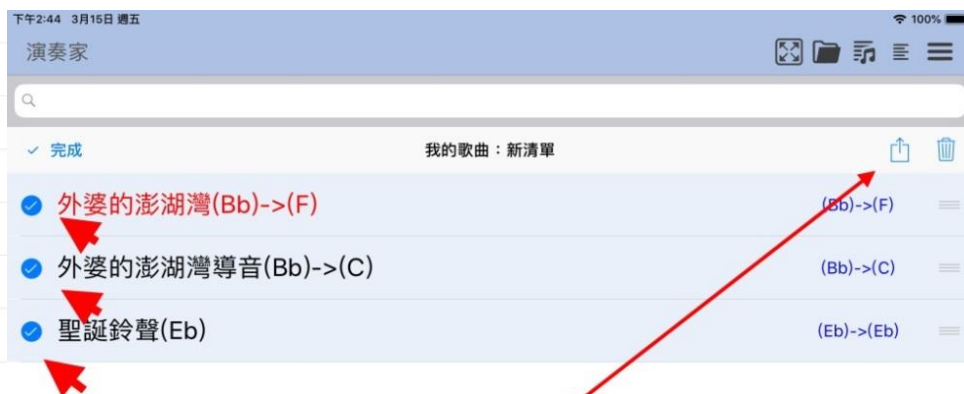 下午2:44 3月15日 週五 100%
演奏家
完成 我的歌曲：新清單
外婆的澎湖灣(Bb)->(F) (Bb)->(F)
外婆的澎湖灣導音(Bb)->(C) (Bb)->(C)
聖誕鈴聲(Eb) (Eb)->(Eb)